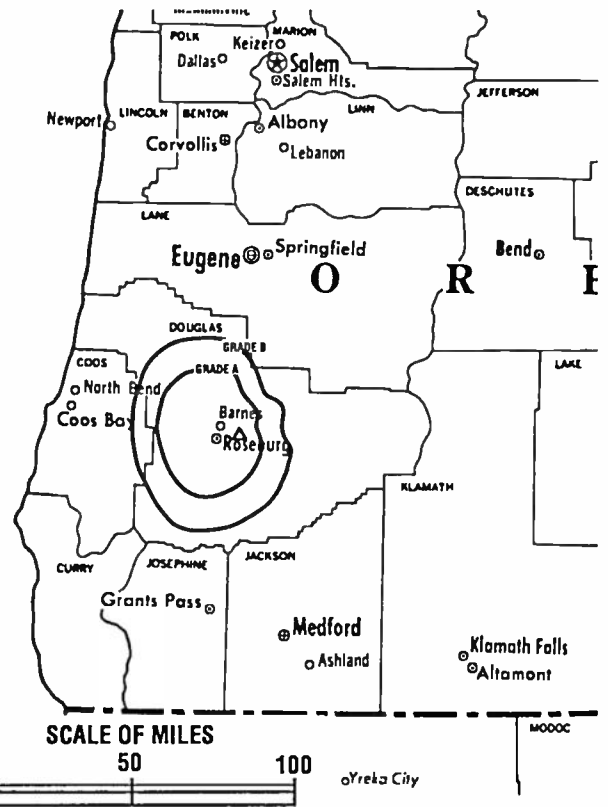 POLK
MARION
Keizer
Dallas
Salem
Salem Hts.
JEFFERSON
LINCOLN
BENTON
LINN
Newport
Albony
Corvollis
Lebanon
DESCHUTES
LANE
Eugene
Springfield
Bend
O R E
DOUGLAS
GRADE B
COOS
GRADE A
LAKE
North Bend
Coos Bay
Barnes
Roseburg
KLAMATH
CURRY
JOSEPHINE
JACKSON
Grants Pass
Medford
Klamath Falls
Ashland
Altamont
SCALE OF MILES
MODOC
50
100
Yreka City